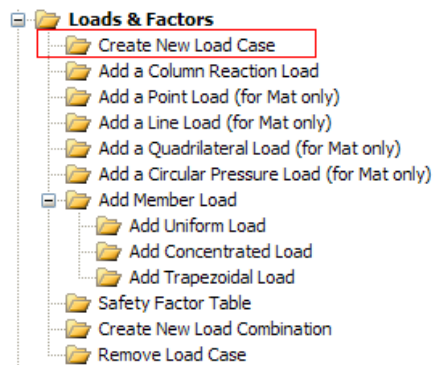 Loads & Factors
Create New Load Case
Add a Column Reaction Load
Add a Point Load (for Mat only)
Add a Line Load (for Mat only)
Add a Quadrilateral Load (for Mat only)
Add a Circular Pressure Load (for Mat only)
Add Member Load
Add Uniform Load
Add Concentrated Load
Add Trapezoidal Load
Safety Factor Table
Create New Load Combination
Remove Load Case